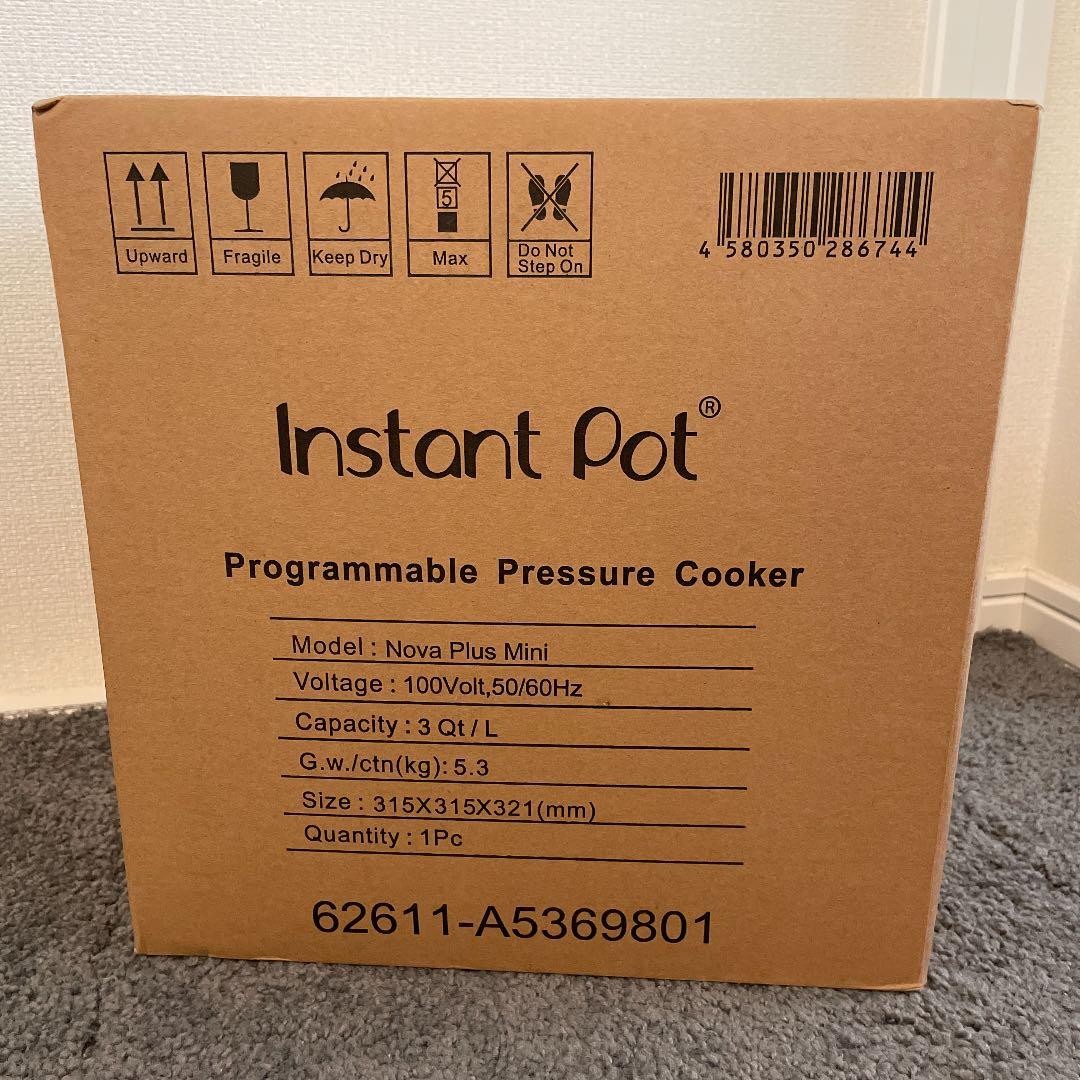 Upward
Fragile
Keep Dry
5
Max
Do Not
Step On
4 580350 286744
Instant Pot®
Programmable Pressure Cooker
Model : Nova Plus Mini
Voltage : 100Volt,50/60Hz
Capacity : 3 Qt / L
G.w./ctn(kg): 5.3
Size : 315X315X321(mm)
Quantity : 1Pc
62611-A5369801